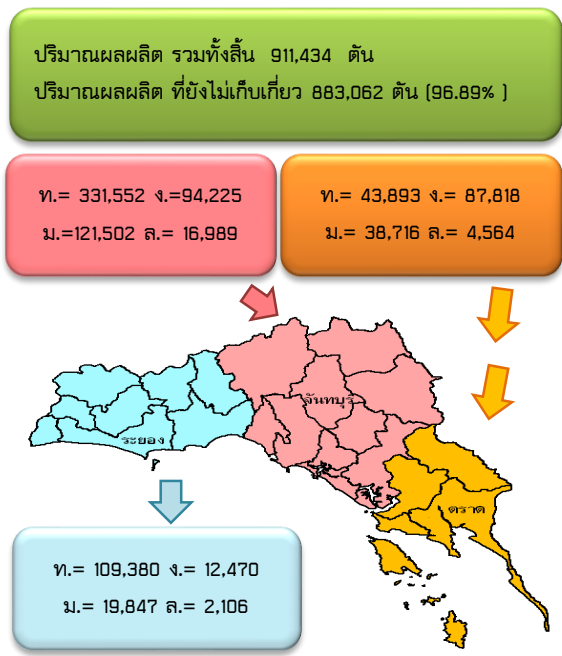 ปริมาณผลผลิต รวมทั้งสิ้น 911,434 ตัน
ปริมาณผลผลิต ที่ยังไม่เก็บเกี่ยว 883,062 ตัน (96.89% )
ท.= 331,552 ง.=94,225
ม.=121,502 ล.= 16,989
ท.= 43,893 ง.= 87,818
ม.= 38,716 ล.= 4,564
จันทบุรี
ระยอง
ตราด
ท.= 109,380 ง.= 12,470
ม.= 19,847 ล.= 2,106